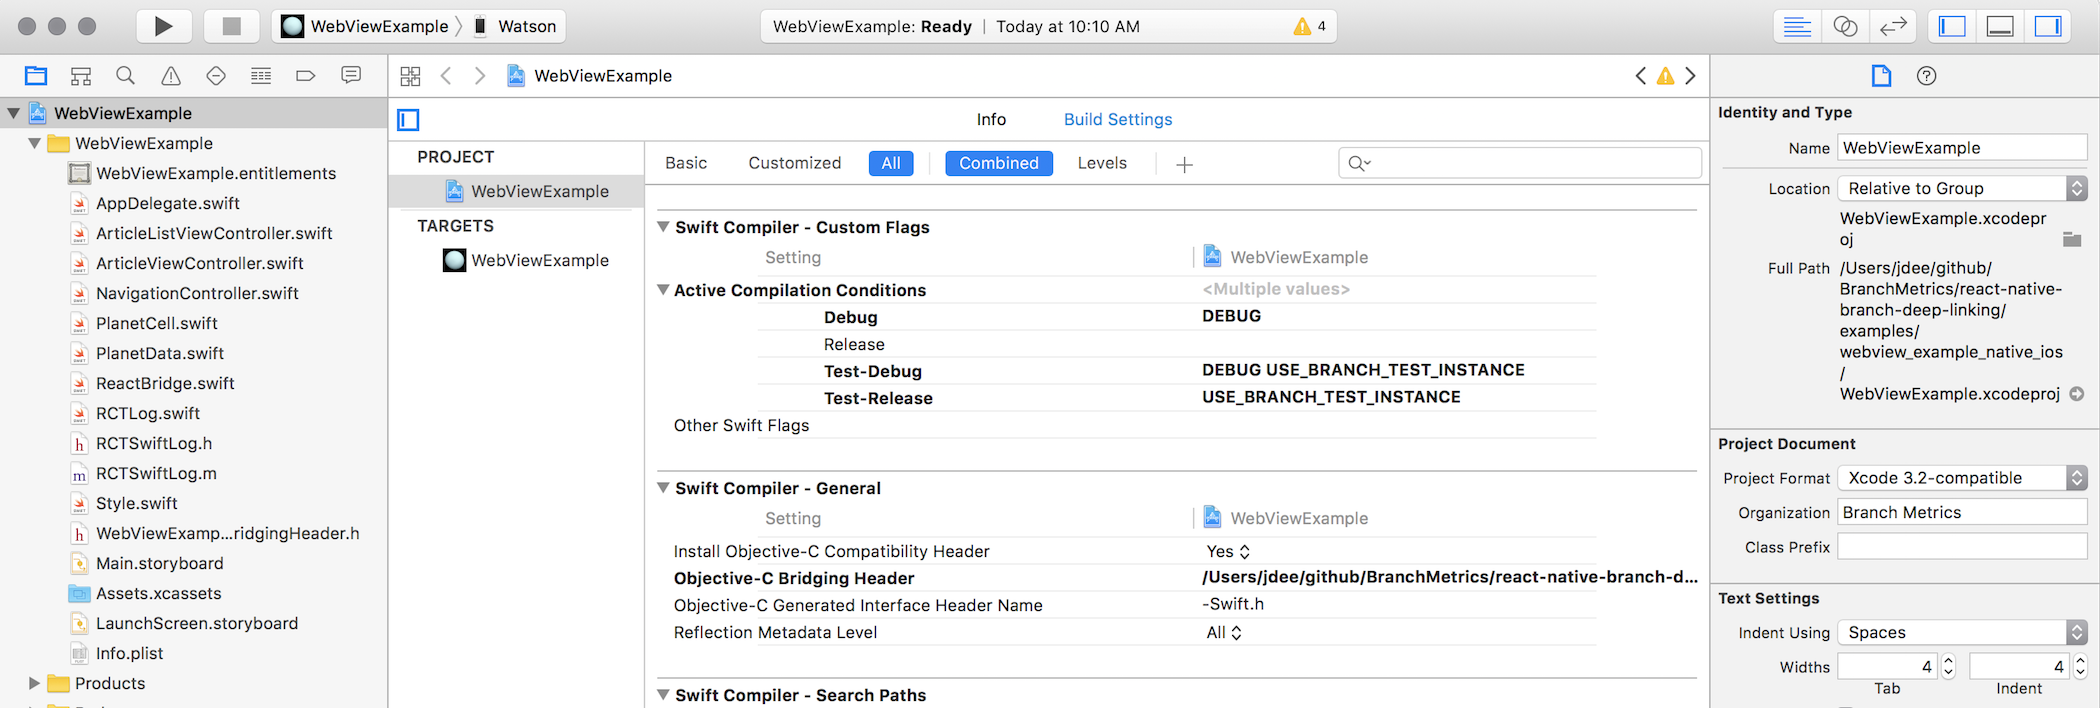 WebViewExample
Watson
WebViewExample: Ready | Today at 10:10 AM
4
WebViewExample
WebViewExample
WebViewExample.entitlements
AppDelegate.swift
ArticleListViewController.swift
ArticleViewController.swift
NavigationController.swift
PlanetCell.swift
PlanetData.swift
ReactBridge.swift
RCTLog.swift
RCTSwiftLog.h
RCTSwiftLog.m
Style.swift
WebViewExamp...ridgingHeader.h
Main.storyboard
Assets.xcassets
LaunchScreen.storyboard
Info.plist
Products
WebViewExample
Info
Build Settings
PROJECT
WebViewExample
TARGETS
WebViewExample
Basic
Customized
All
Combined
Levels
Swift Compiler - Custom Flags
Setting
WebViewExample
Active Compilation Conditions
<Multiple values>
Debug
DEBUG
Release
Test-Debug
DEBUG USE_BRANCH_TEST_INSTANCE
Test-Release
USE_BRANCH_TEST_INSTANCE
Other Swift Flags
Swift Compiler - General
Setting
WebViewExample
Install Objective-C Compatibility Header
Yes
Objective-C Bridging Header
/Users/jdee/github/BranchMetrics/react-native-branch-d...
Objective-C Generated Interface Header Name
-Swift.h
Reflection Metadata Level
All
Swift Compiler - Search Paths
Identity and Type
Name
WebViewExample
Location
Relative to Group
WebViewExample.xcodepr
oj
Full Path
/Users/jdee/github/
BranchMetrics/react-native-
branch-deep-linking/
examples/
webview_example_native_ios
/
WebViewExample.xcodeproj
Project Document
Project Format
Xcode 3.2-compatible
Organization
Branch Metrics
Class Prefix
Text Settings
Indent Using
Spaces
Widths
4
4
Tab
Indent